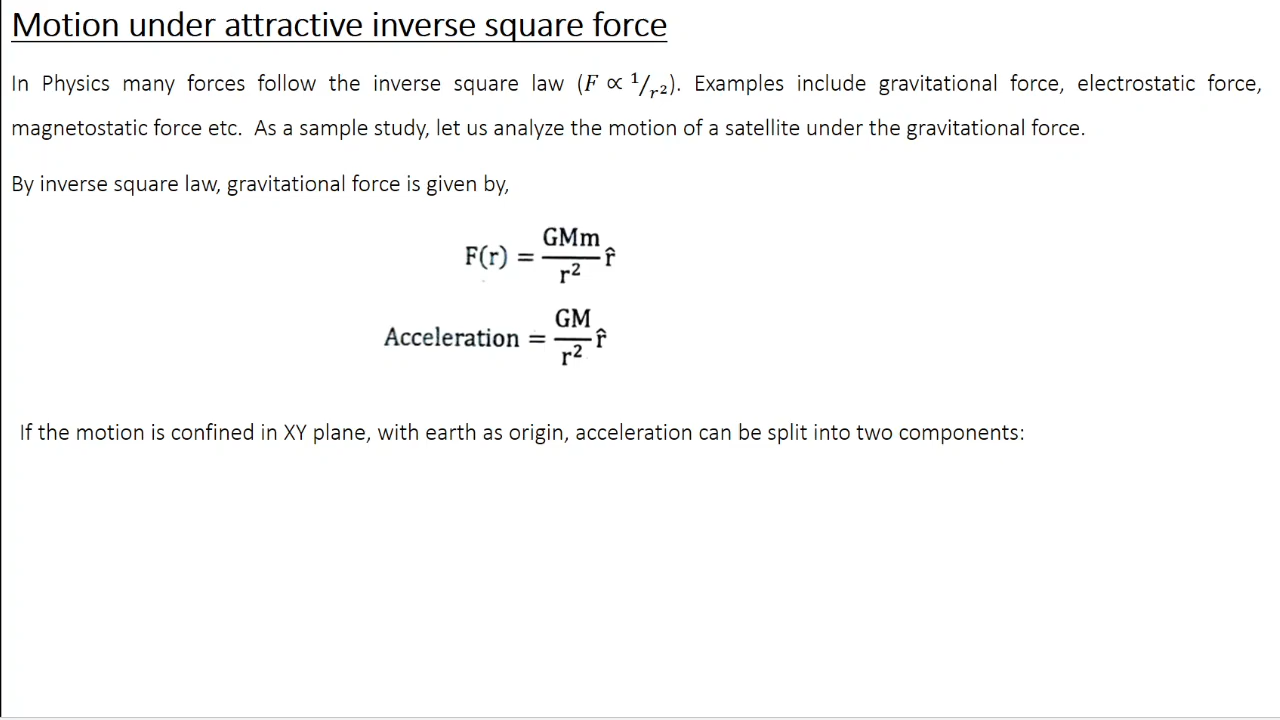 Motion under attractive inverse square force
In Physics many forces follow the inverse square law (F ∝ 1/r²). Examples include gravitational force, electrostatic force,
magnetostatic force etc. As a sample study, let us analyze the motion of a satellite under the gravitational force.
By inverse square law, gravitational force is given by,
F(r) = GMm/r² r̂
Acceleration = GM/r² r̂
If the motion is confined in XY plane, with earth as origin, acceleration can be split into two components: